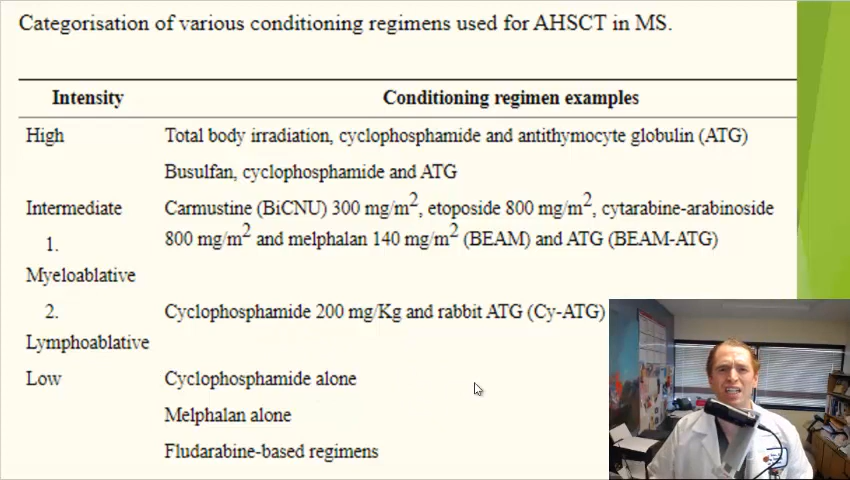 Categorisation of various conditioning regimens used for AHSCT in MS.
Intensity Conditioning regimen examples
High Total body irradiation, cyclophosphamide and antithymocyte globulin (ATG)
Busulfan, cyclophosphamide and ATG
Intermediate Carmustine (BiCNU) 300 mg/m², etoposide 800 mg/m², cytarabine-arabinoside
1. 800 mg/m² and melphalan 140 mg/m² (BEAM) and ATG (BEAM-ATG)
Myeloablative
2. Cyclophosphamide 200 mg/Kg and rabbit ATG (Cy-ATG)
Lymphoablative
Low Cyclophosphamide alone
Melphalan alone
Fludarabine-based regimens